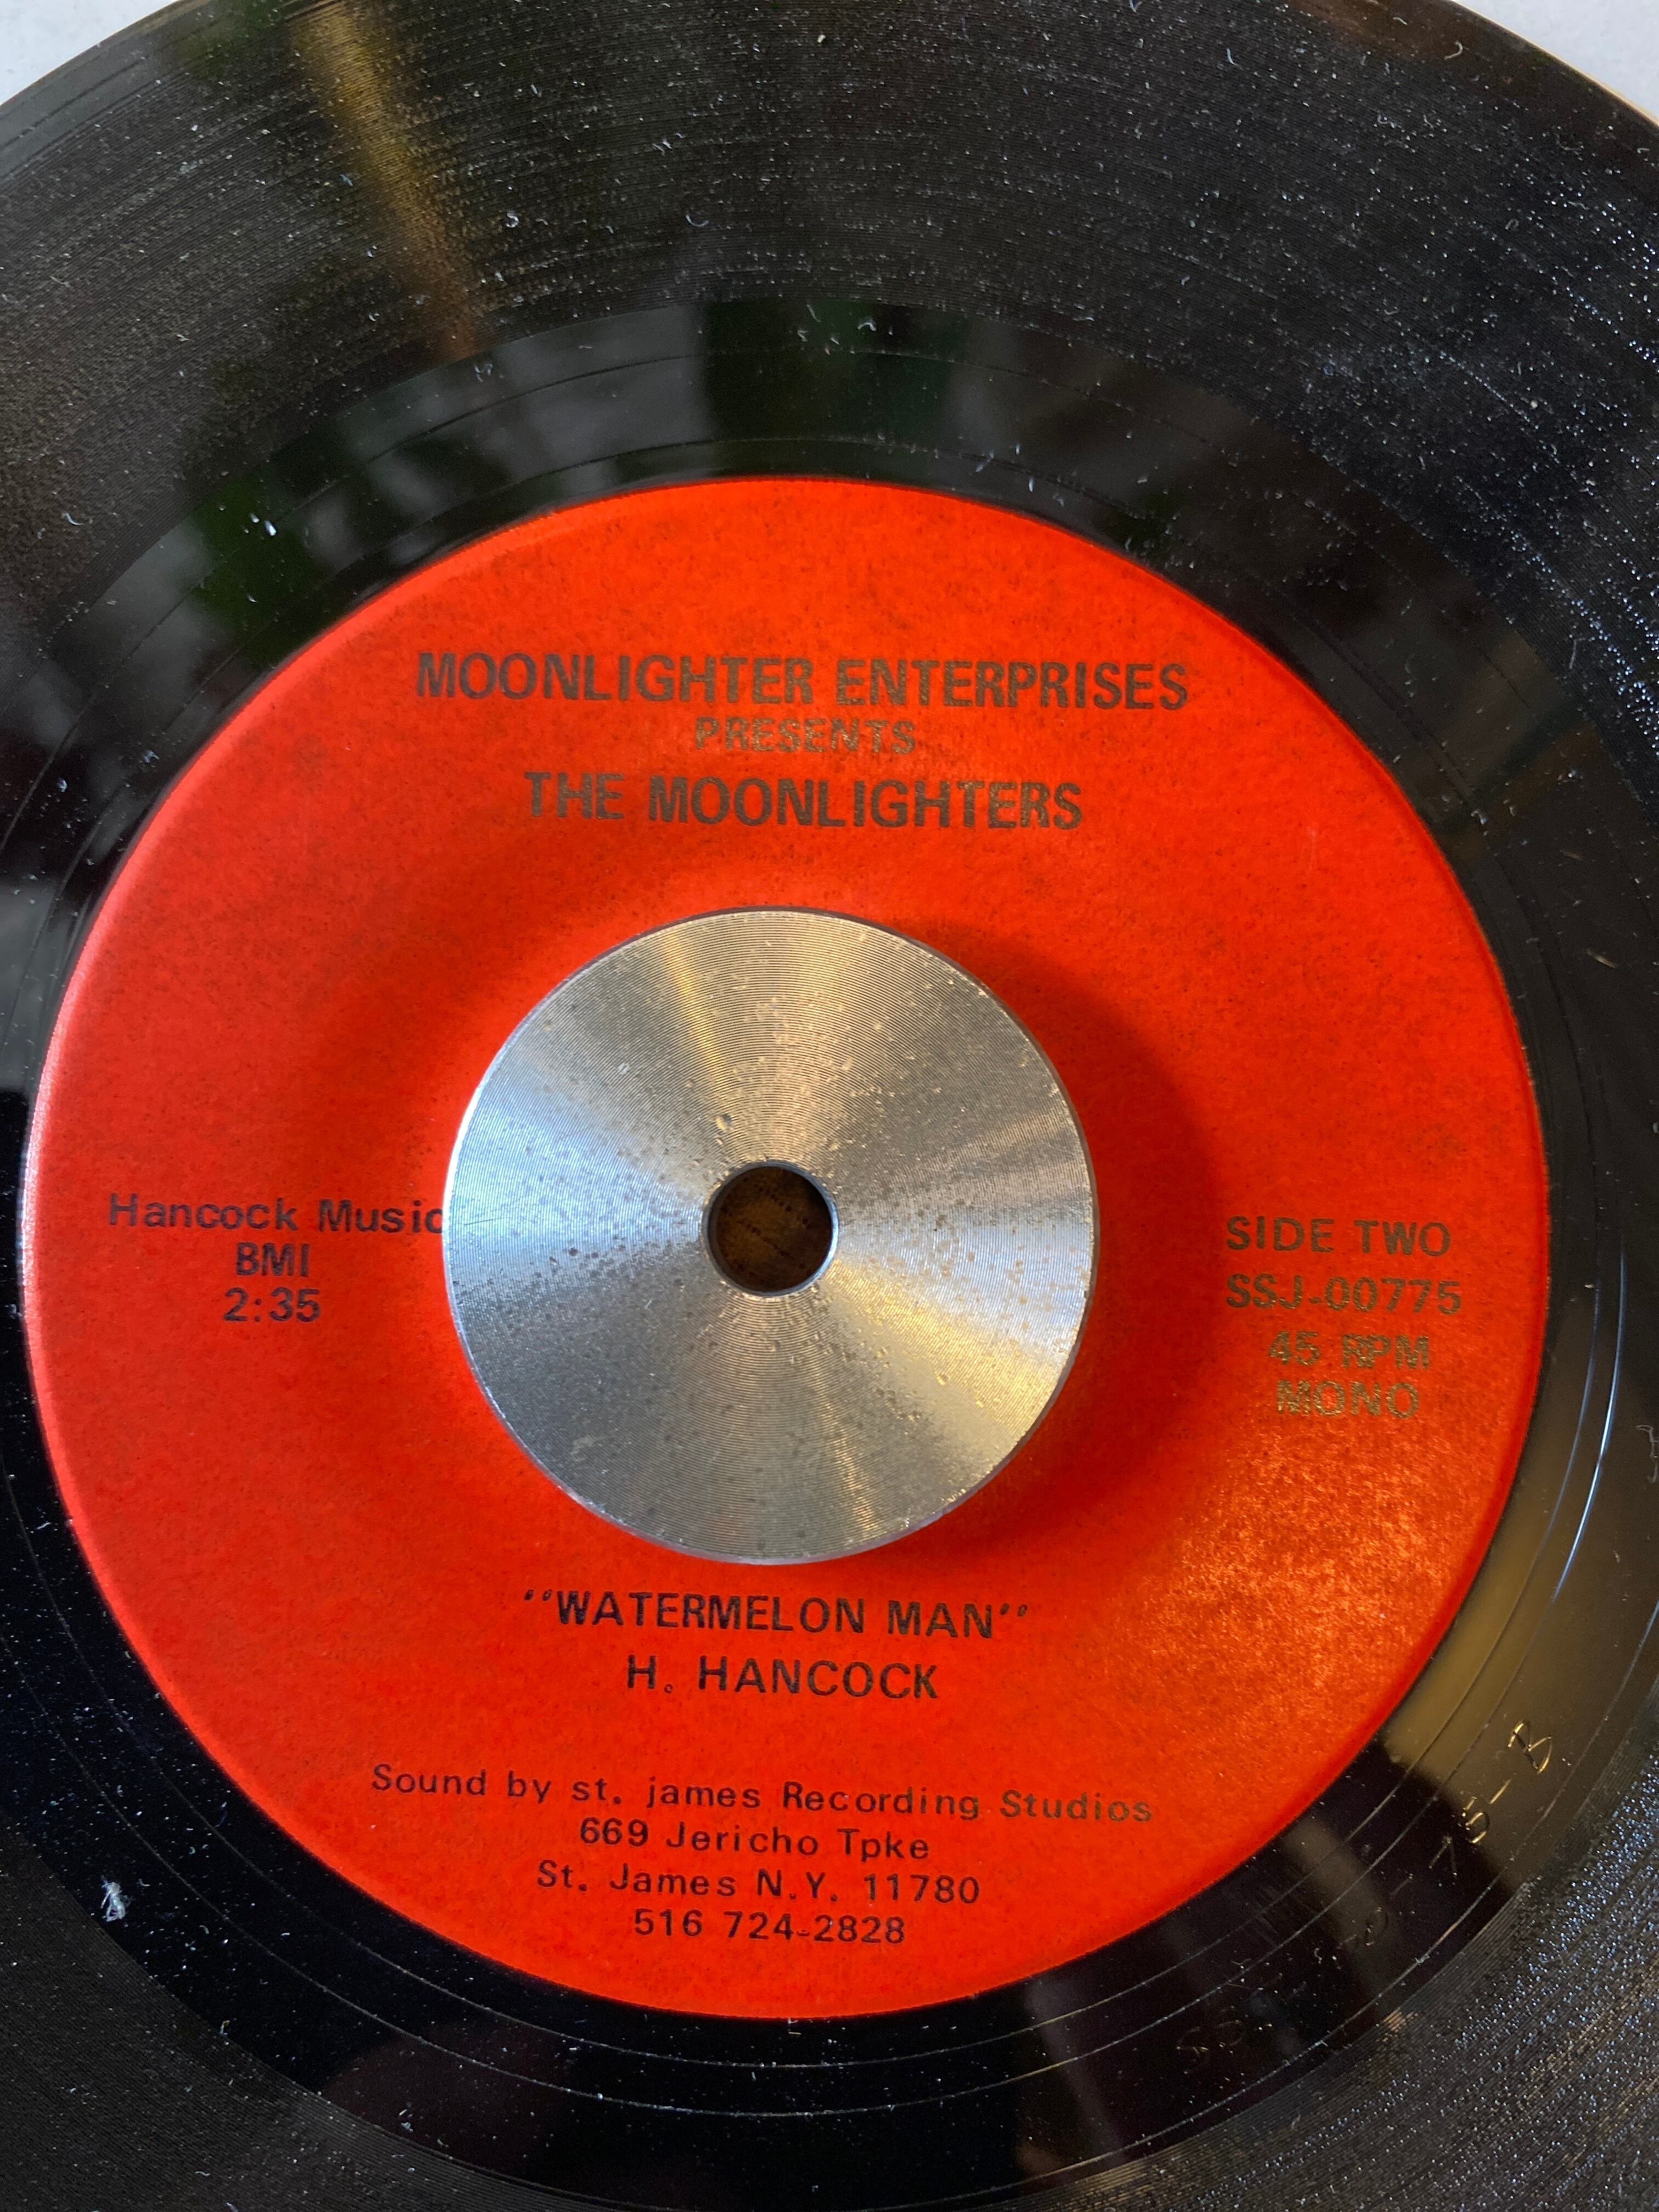 MOONLIGHTER ENTERPRISES
PRESENTS
THE MOONLIGHTERS
Hancock Music
BMI
2:35
SIDE TWO
SSJ-00775
45 RPM
MONO
"WATERMELON MAN"
H. HANCOCK
Sound by st. james Recording Studios
669 Jericho Tpke
St. James N.Y. 11780
516 724-2828